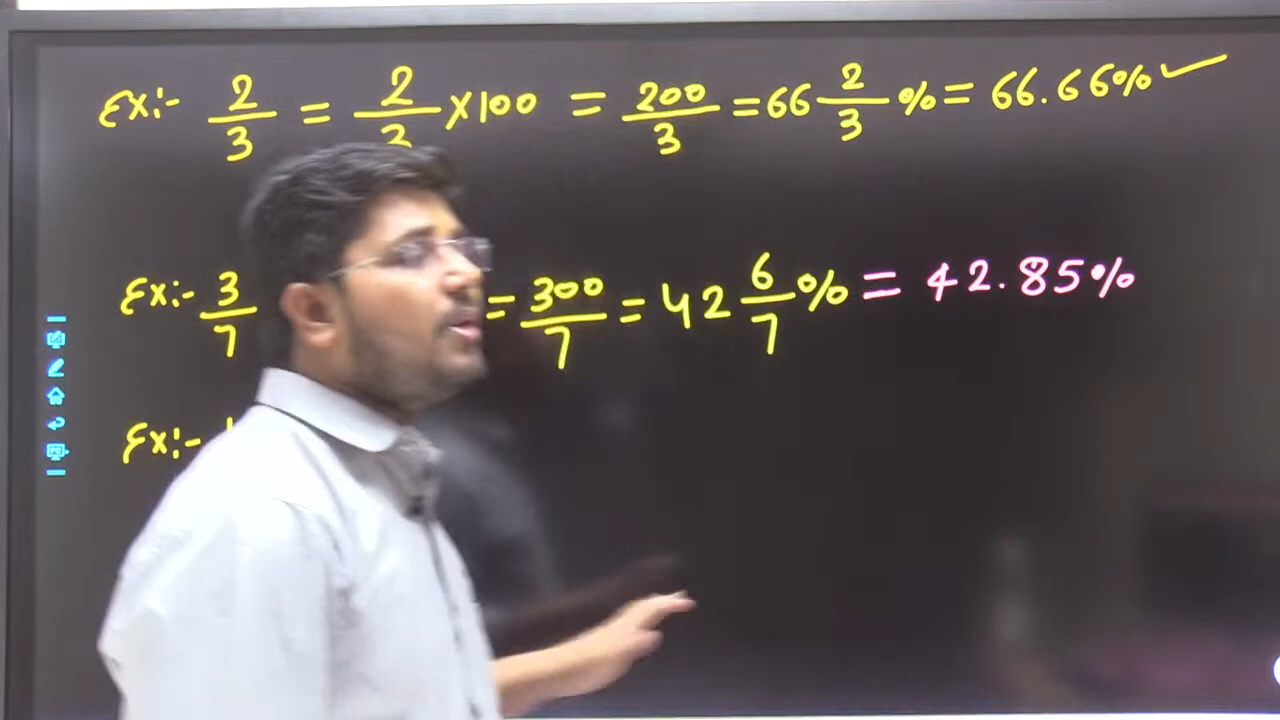 Ex:- 2/3 = 2/3 ×100 = 200/3 = 66 2/3 % = 66.66% ✓
Ex:- 3/7 = 300/7 = 42 6/7 % = 42.85%
Ex:-